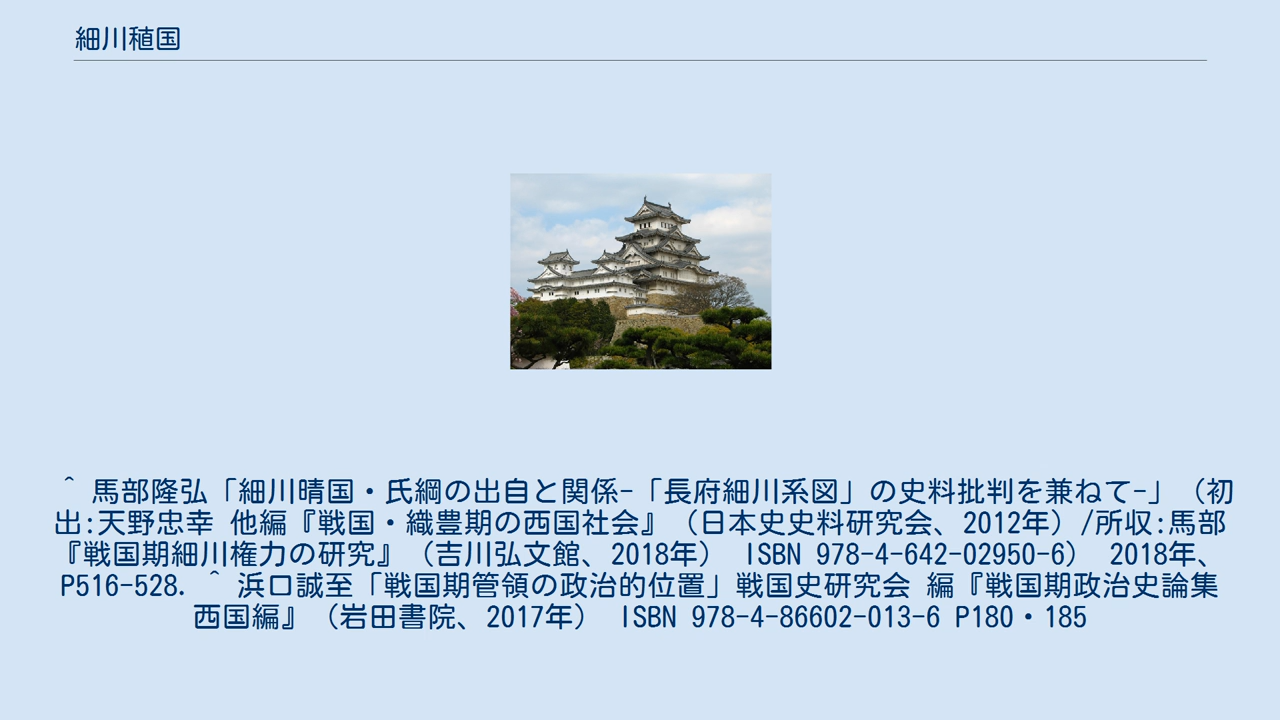 細川稙国
^ 馬部隆弘「細川晴国・氏綱の出自と関係-「長府細川系図」の史料批判を兼ねて-」（初
出:天野忠幸 他編『戦国・織豊期の西国社会』（日本史史料研究会、2012年）/所収:馬部
『戦国期細川権力の研究』（吉川弘文館、2018年） ISBN 978-4-642-02950-6） 2018年、
P516-528. ^ 浜口誠至「戦国期管領の政治的位置」戦国史研究会 編『戦国期政治史論集
西国編』（岩田書院、2017年） ISBN 978-4-86602-013-6 P180・185